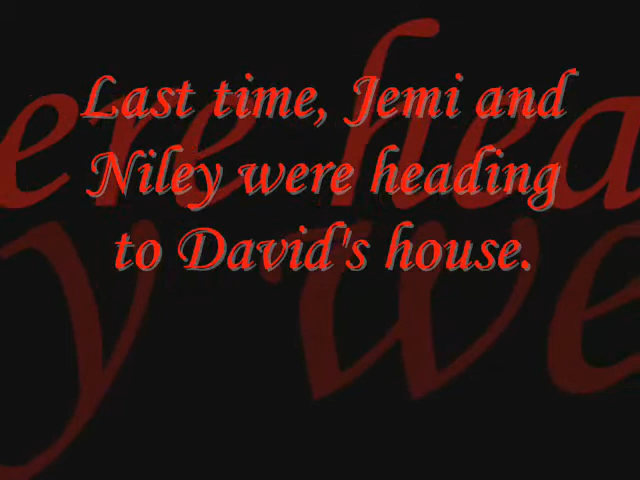 Last time, Jemi and
Niley were heading
to David's house.